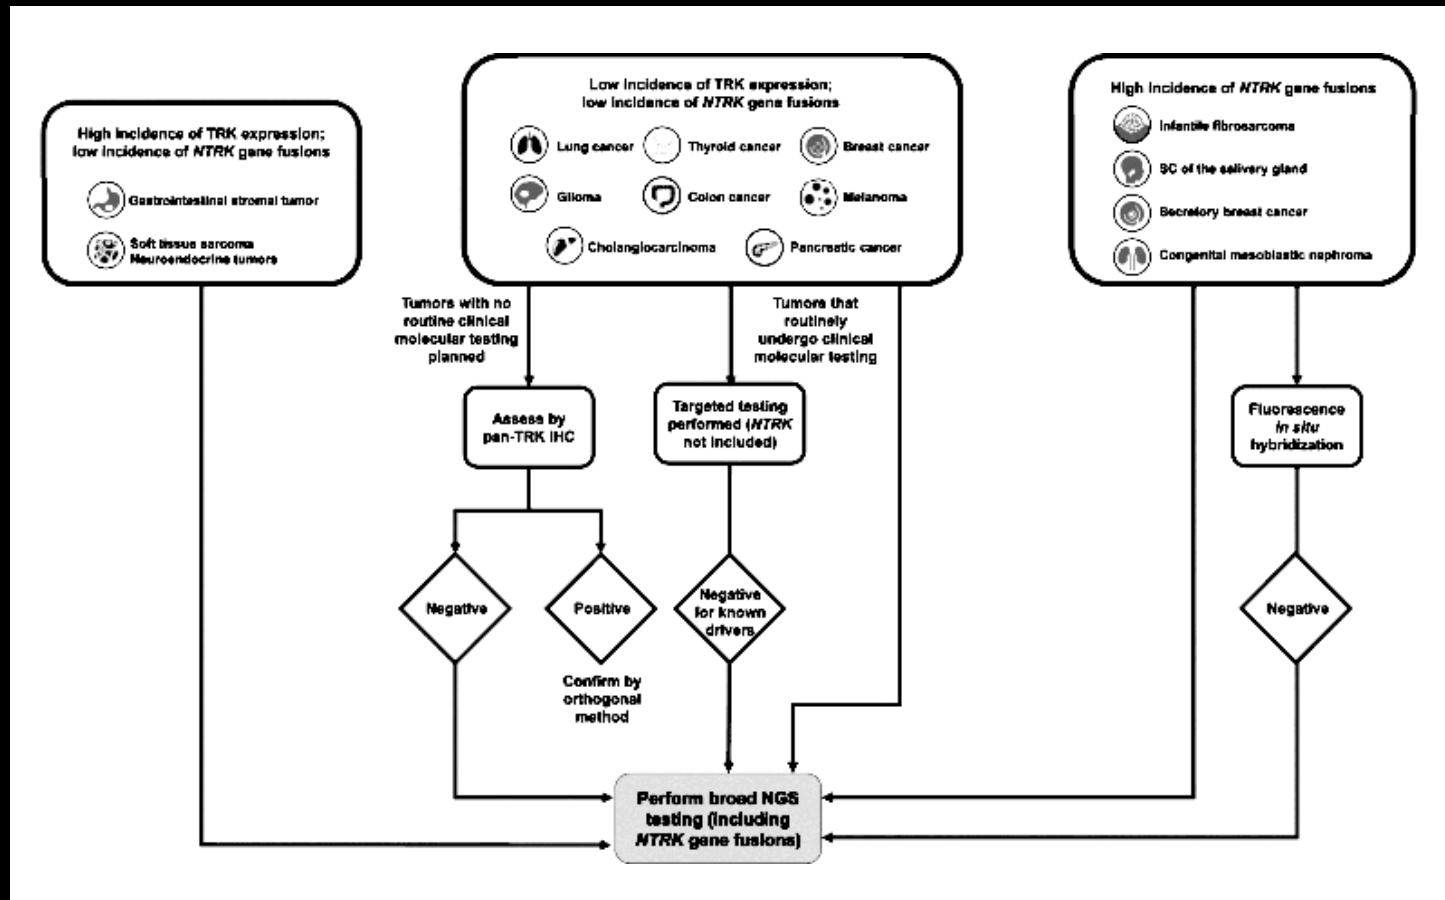 High incidence of TRK expression;
low incidence of NTRK gene fusions
Gastrointestinal stromal tumor
Soft tissue sarcoma
Neuroendocrine tumors
Low incidence of TRK expression;
low incidence of NTRK gene fusions
Lung cancer
Thyroid cancer
Breast cancer
Glioma
Colon cancer
Melanoma
Cholangiocarcinoma
Pancreatic cancer
High incidence of NTRK gene fusions
Infantile fibrosarcoma
SC of the salivery gland
Secretory breast cancer
Congenital mesoblastic nephroma
Tumors with no
routine clinical
molecular testing
planned
Tumors that
routinely
undergo clinical
molecular testing
Assess by
pan-TRK IHC
Targeted testing
performed (NTRK
not included)
Fluorescence
in situ
hybridization
Negative
Positive
Negative
for known
drivers
Negative
Confirm by
orthogonal
method
Perform broad NGS
testing (including
NTRK gene fusions)